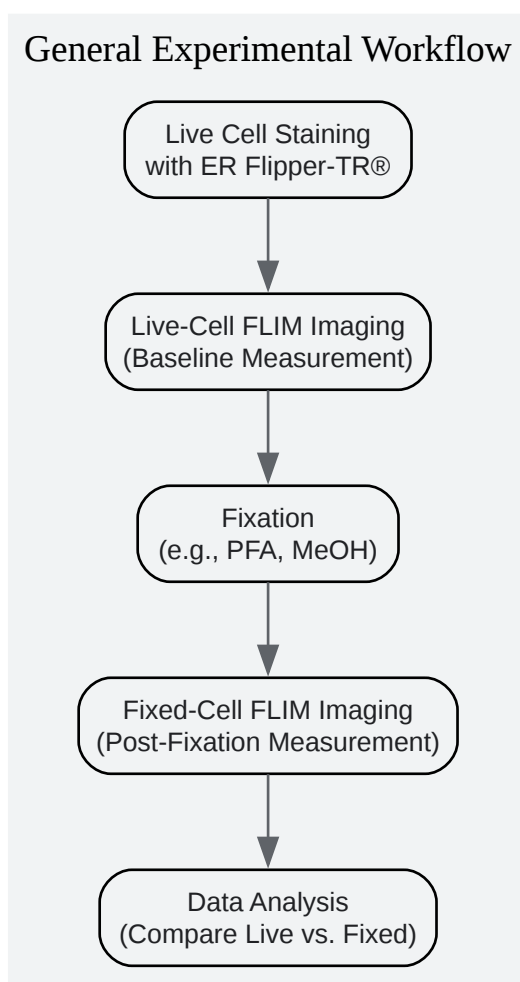 General Experimental Workflow
Live Cell Staining
with ER Flipper-TR®
Live-Cell FLIM Imaging
(Baseline Measurement)
Fixation
(e.g., PFA, MeOH)
Fixed-Cell FLIM Imaging
(Post-Fixation Measurement)
Data Analysis
(Compare Live vs. Fixed)